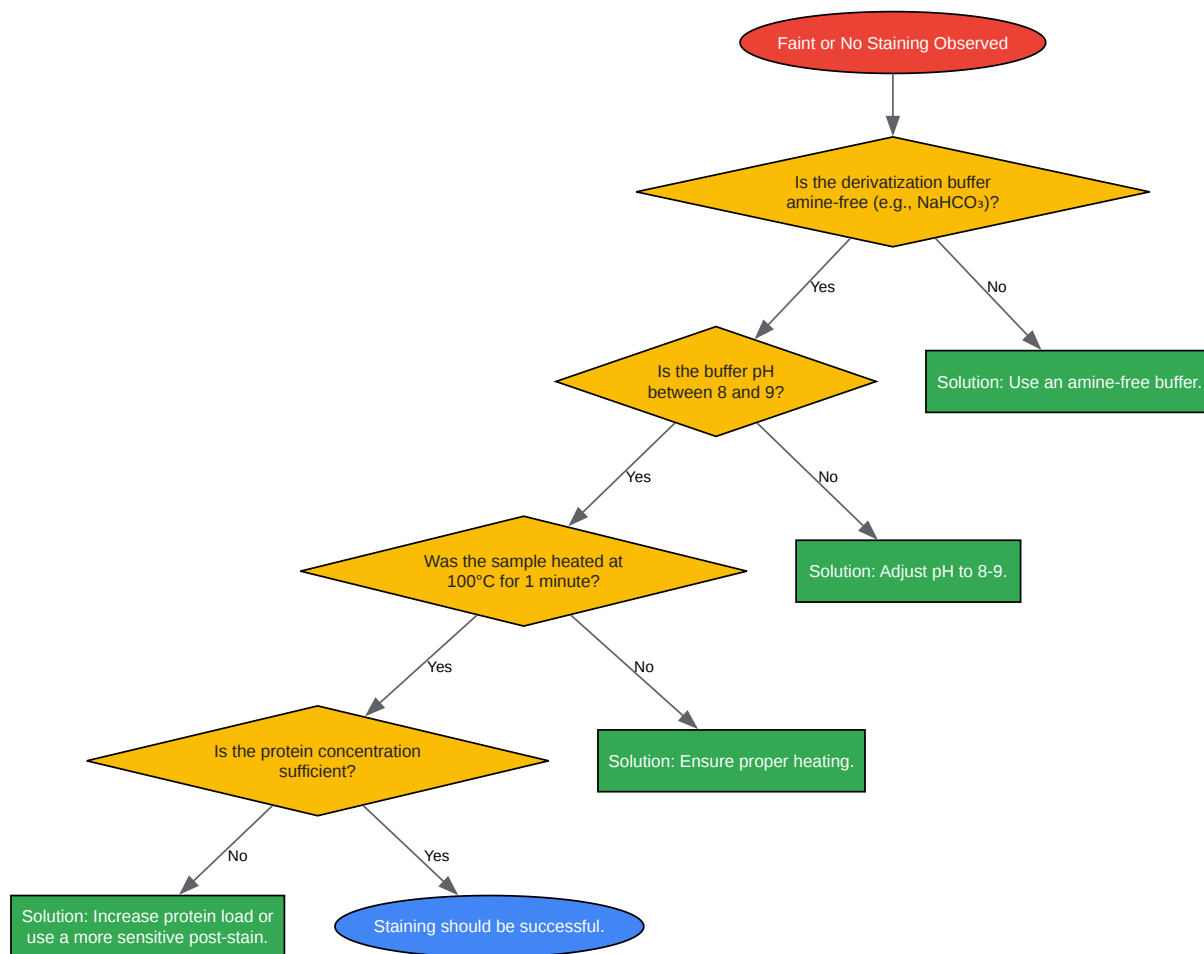 Faint or No Staining Observed
Is the derivatization buffer
amine-free (e.g., NaHCO₃)?
Yes
No
Is the buffer pH
between 8 and 9?
Solution: Use an amine-free buffer.
Yes
No
Was the sample heated at
100°C for 1 minute?
Solution: Adjust pH to 8-9.
Yes
No
Is the protein concentration
sufficient?
Solution: Ensure proper heating.
No
Yes
Solution: Increase protein load or
use a more sensitive post-stain.
Staining should be successful.